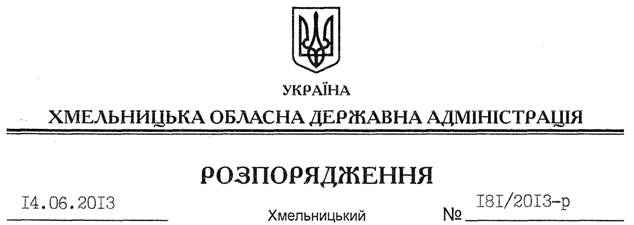 УКРАЇНА
ХМЕЛЬНИЦЬКА ОБЛАСНА ДЕРЖАВНА АДМІНІСТРАЦІЯ
РОЗПОРЯДЖЕННЯ
14.06.2013 Хмельницький № 181/2013-р